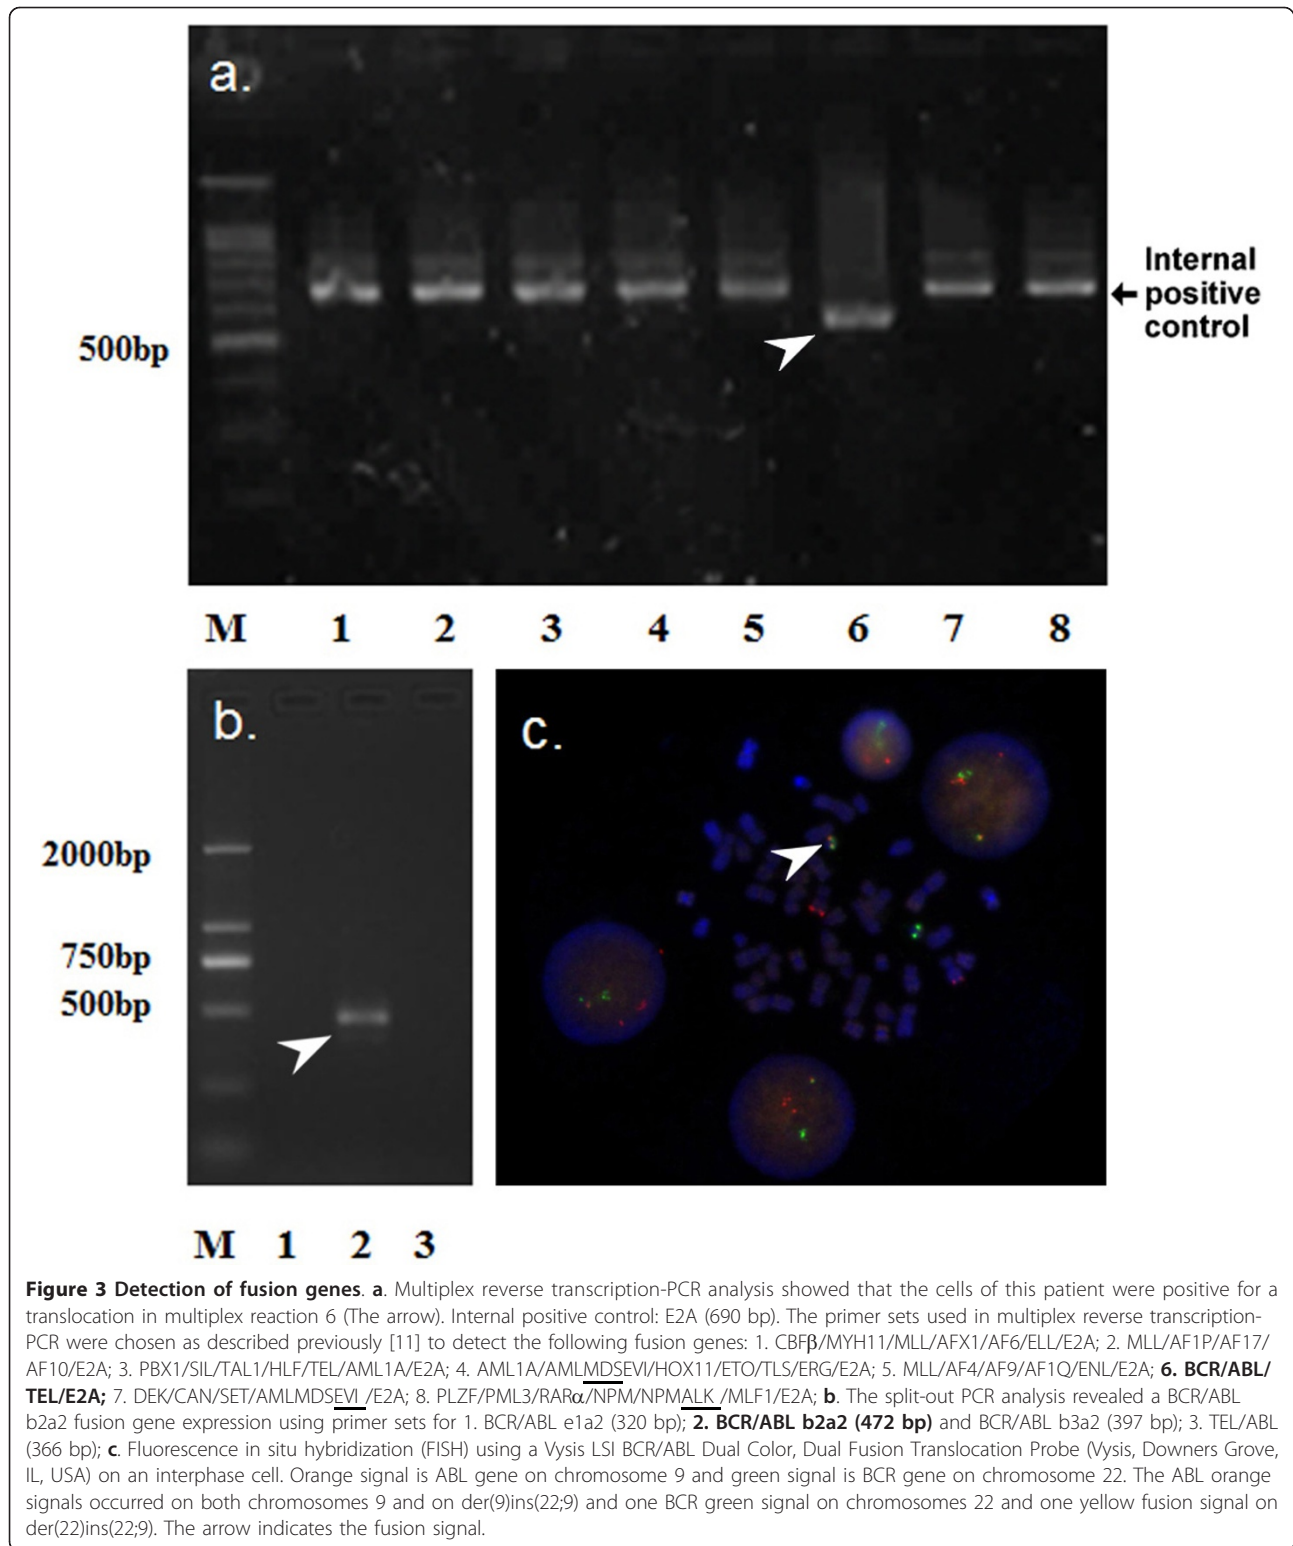 a.
Internal
positive
control
500bp
M 1 2 3 4 5 6 7 8
b.
c.
2000bp
750bp
500bp
M 1 2 3
Figure 3 Detection of fusion genes. a. Multiplex reverse transcription-PCR analysis showed that the cells of this patient were positive for a
translocation in multiplex reaction 6 (The arrow). Internal positive control: E2A (690 bp). The primer sets used in multiplex reverse transcription-
PCR were chosen as described previously [11] to detect the following fusion genes: 1. CBFβ/MYH11/MLL/AFX1/AF6/ELL/E2A; 2. MLL/AF1P/AF17/
AF10/E2A; 3. PBX1/SIL/TAL1/HLF/TEL/AML1A/E2A; 4. AML1A/AMLMDSEVI/HOX11/ETO/TLS/ERG/E2A; 5. MLL/AF4/AF9/AF1Q/ENL/E2A; 6. BCR/ABL/
TEL/E2A; 7. DEK/CAN/SET/AMLMDSEVI /E2A; 8. PLZF/PML3/RARα/NPM/NPMALK /MLF1/E2A; b. The split-out PCR analysis revealed a BCR/ABL
b2a2 fusion gene expression using primer sets for 1. BCR/ABL e1a2 (320 bp); 2. BCR/ABL b2a2 (472 bp) and BCR/ABL b3a2 (397 bp); 3. TEL/ABL
(366 bp); c. Fluorescence in situ hybridization (FISH) using a Vysis LSI BCR/ABL Dual Color, Dual Fusion Translocation Probe (Vysis, Downers Grove,
IL, USA) on an interphase cell. Orange signal is ABL gene on chromosome 9 and green signal is BCR gene on chromosome 22. The ABL orange
signals occurred on both chromosomes 9 and on der(9)ins(22;9) and one BCR green signal on chromosomes 22 and one yellow fusion signal on
der(22)ins(22;9). The arrow indicates the fusion signal.